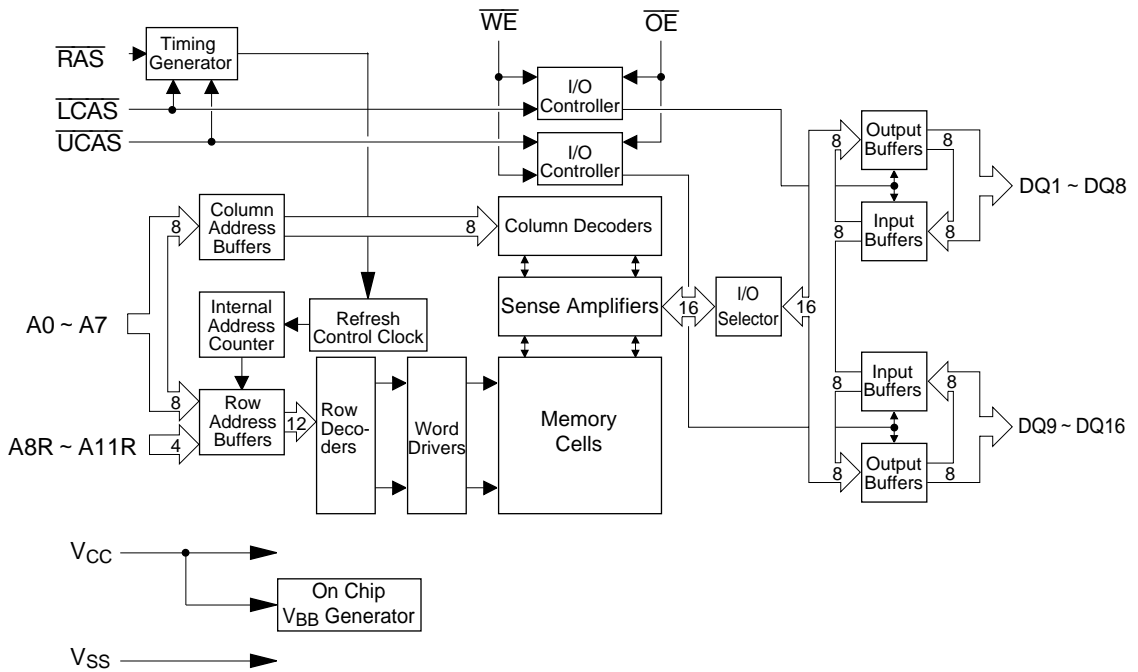 WE
OE
RAS
Timing
Generator
I/O
Controller
LCAS
UCAS
I/O
Controller
Output
Buffers
8
8
DQ1 ~ DQ8
Input
Buffers
8
8
Column
Address
Buffers
8
8
Column Decoders
Sense Amplifiers
16
I/O
Selector
16
A0 ~ A7
Internal
Address
Counter
Refresh
Control Clock
8
Row
Address
Buffers
A8R ~ A11R
4
12
Row
Deco-
ders
Word
Drivers
Memory
Cells
Input
Buffers
8
8
DQ9 ~ DQ16
Output
Buffers
8
8
VCC
On Chip
VBB Generator
VSS